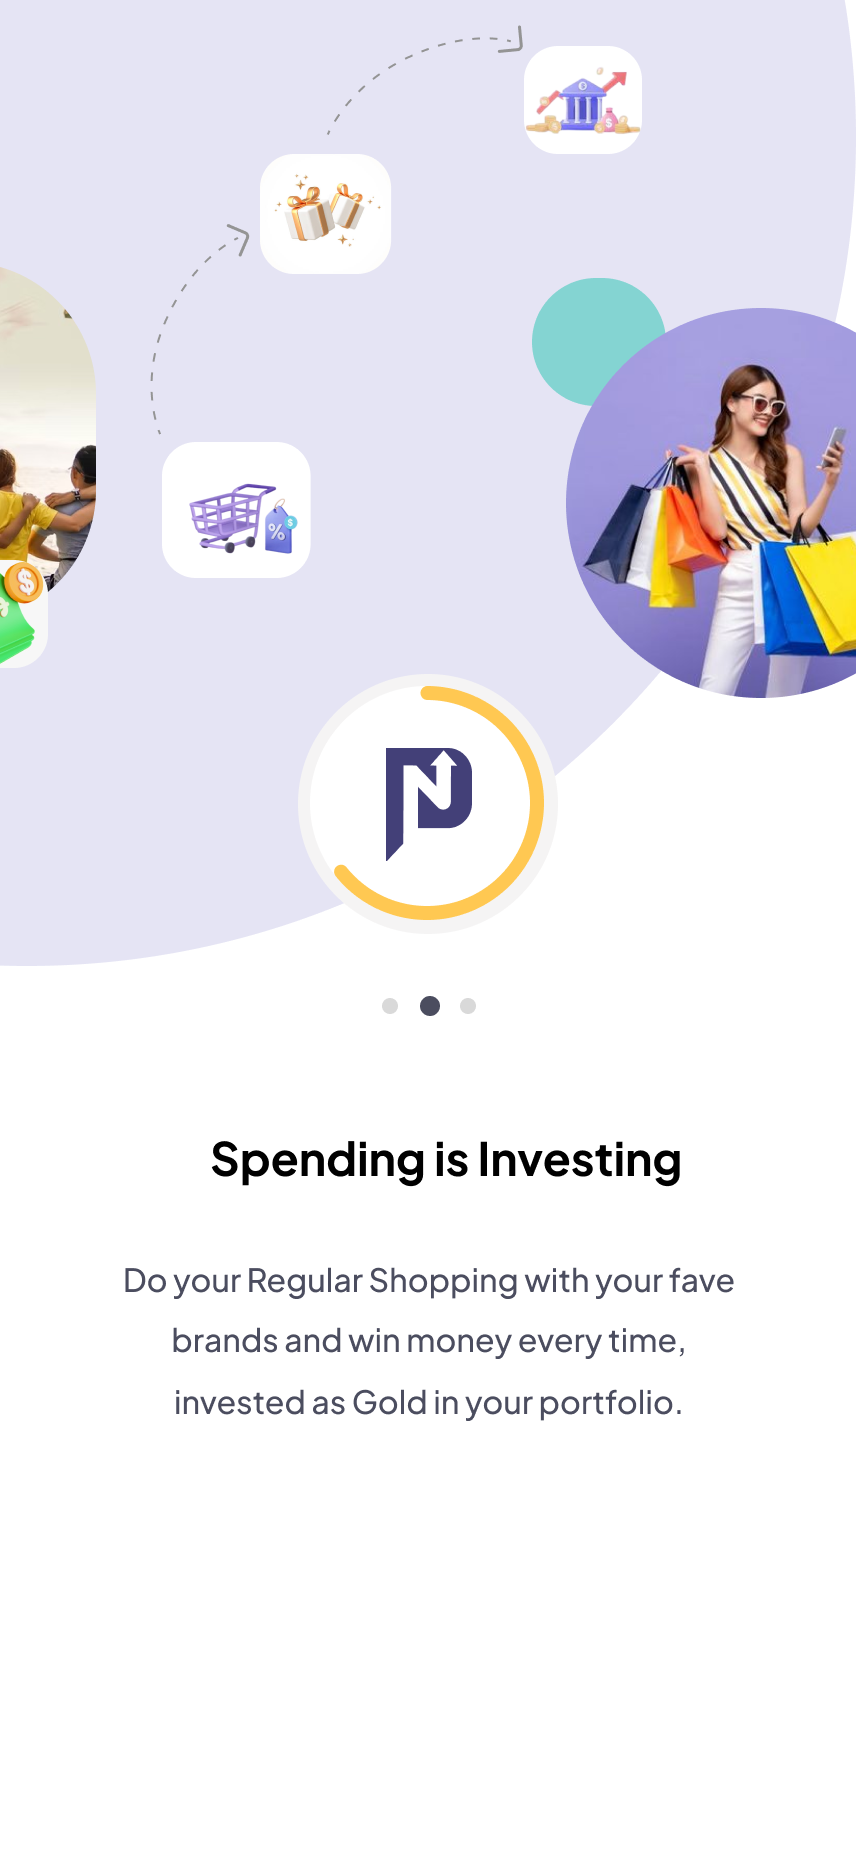 Spending is Investing
Do your Regular Shopping with your fave
brands and win money every time,
invested as Gold in your portfolio.